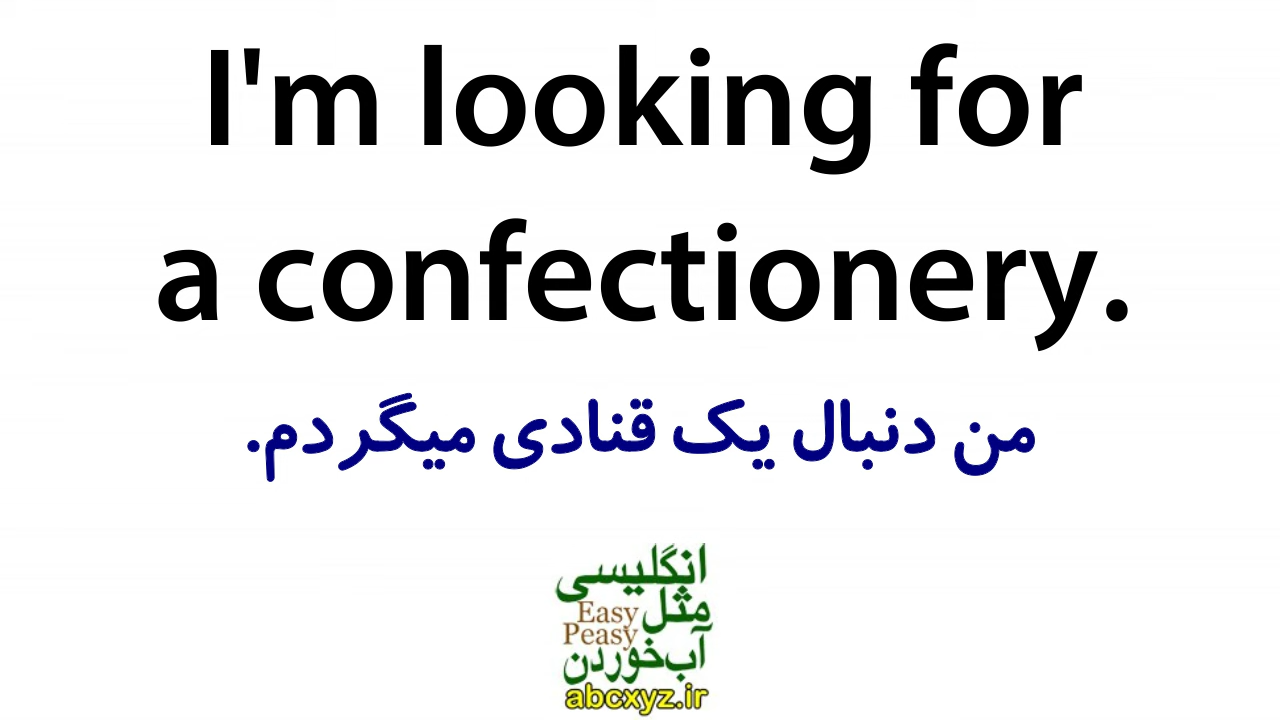 I'm looking for
a confectionery.
من دنبال یک قنادی میگردم.
انگلیسی
مثل
Easy
Peasy
آب‌خوردن
abcxyz.ir